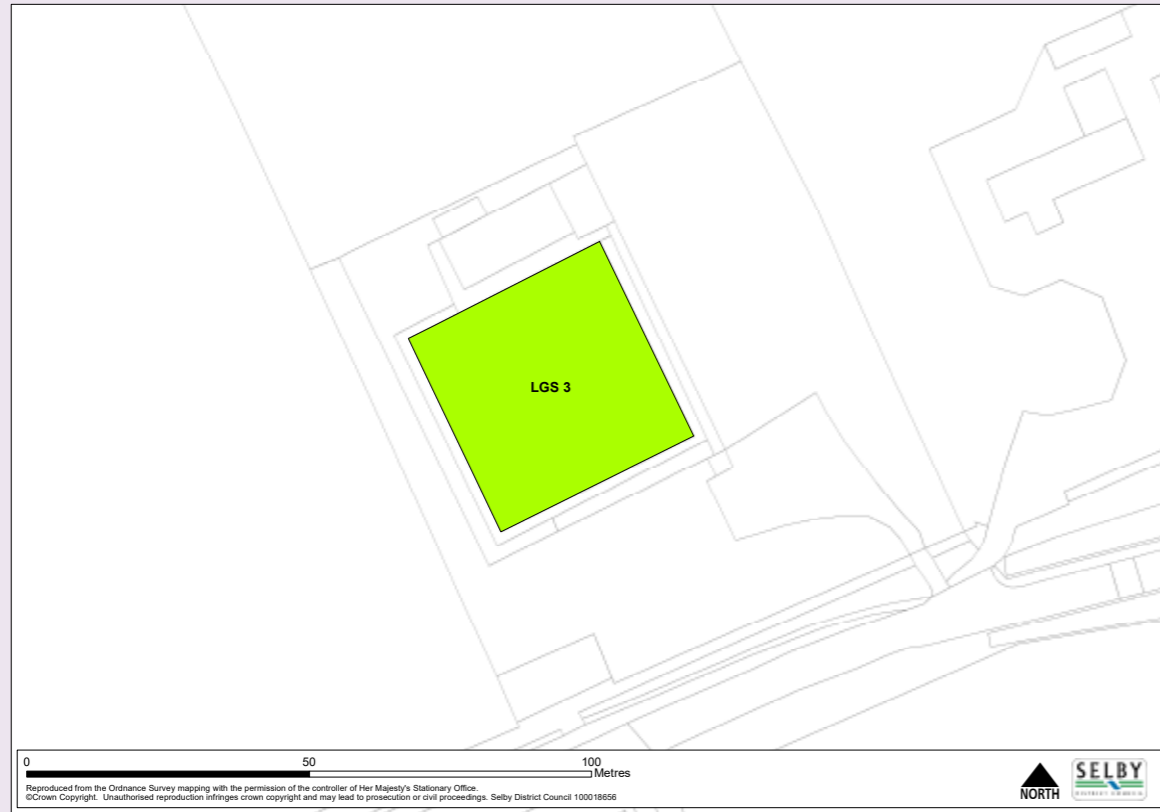 LGS 3
0 50 100
Metres
Reproduced from the Ordnance Survey mapping with the permission of the controller of Her Majesty's Stationary Office.
©Crown Copyright. Unauthorised reproduction infringes crown copyright and may lead to prosecution or civil proceedings. Selby District Council 100018656
NORTH
SELBY
DISTRICT COUNCIL